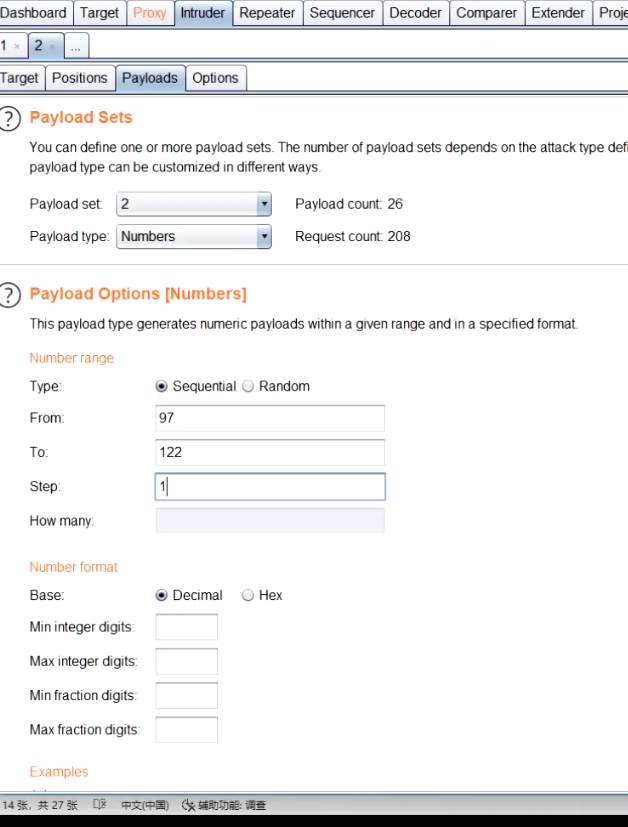 Dashboard Target Proxy Intruder Repeater Sequencer Decoder Comparer Extender
1 × 2 × ...
Target Positions Payloads Options
? Payload Sets
You can define one or more payload sets. The number of payload sets depends on the attack type
payload type can be customized in different ways.
Payload set: 2 Payload count: 26
Payload type: Numbers Request count: 208
? Payload Options [Numbers]
This payload type generates numeric payloads within a given range and in a specified format.
Number range
Type: Sequential Random
From: 97
To: 122
Step: 1
How many:
Number format
Base: Decimal Hex
Min integer digits:
Max integer digits:
Min fraction digits:
Max fraction digits:
Examples
14 张, 共 27 张 中文(中国) 辅助功能: 调查